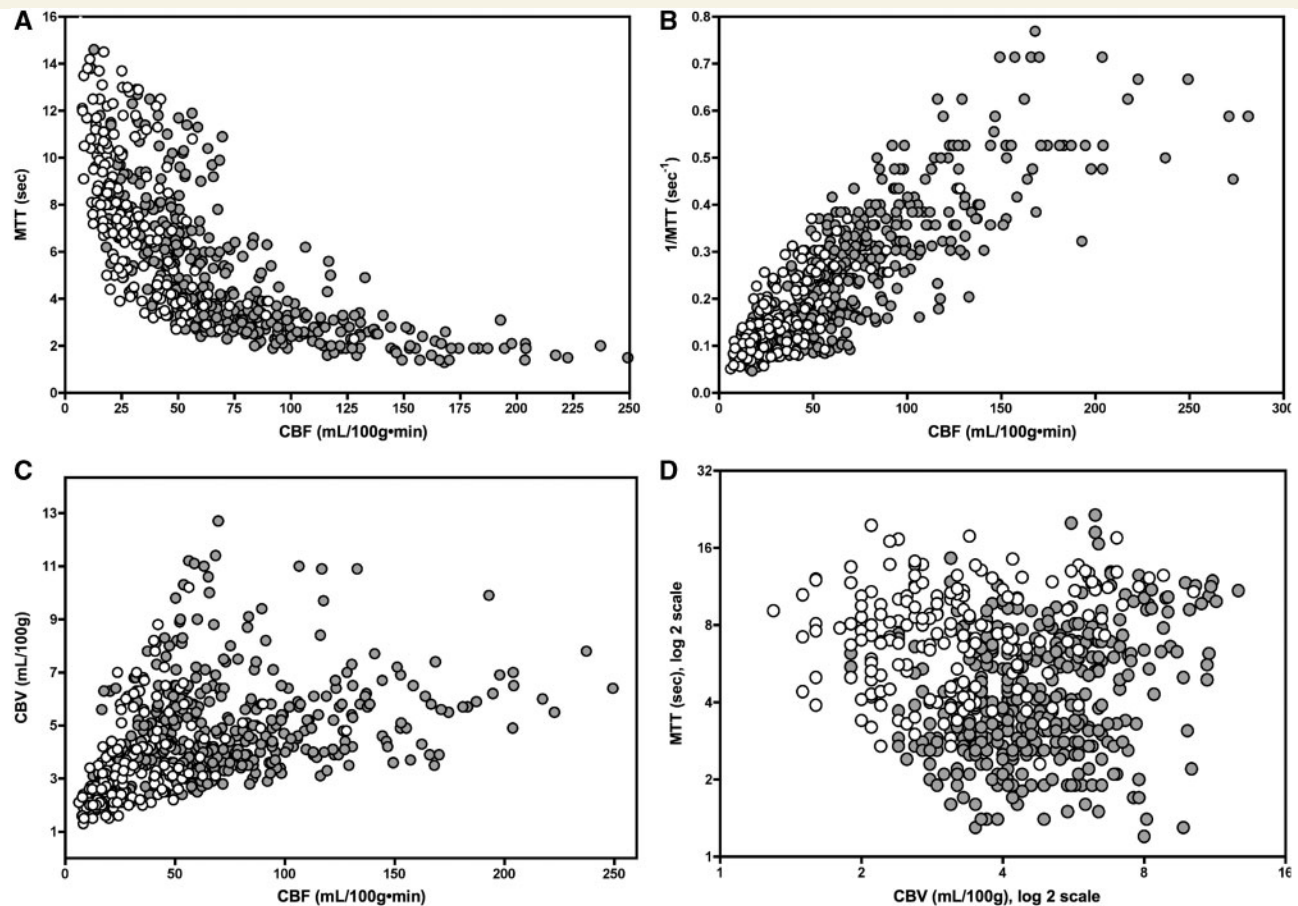 A
16
14
12
10
8
6
4
2
0
MTT (sec)
0 25 50 75 100 125 150 175 200 225 250
CBF (mL/100g•min)
B
0.8
0.7
0.6
0.5
0.4
0.3
0.2
0.1
0.0
1/MTT (sec⁻¹)
0 50 100 150 200 250 300
CBF (mL/100g•min)
C
13
11
9
7
5
3
1
CBV (mL/100g)
0 50 100 150 200 250
CBF (mL/100g•min)
D
32
16
8
4
2
1
MTT (sec), log 2 scale
1 2 4 8 16
CBV (mL/100g), log 2 scale